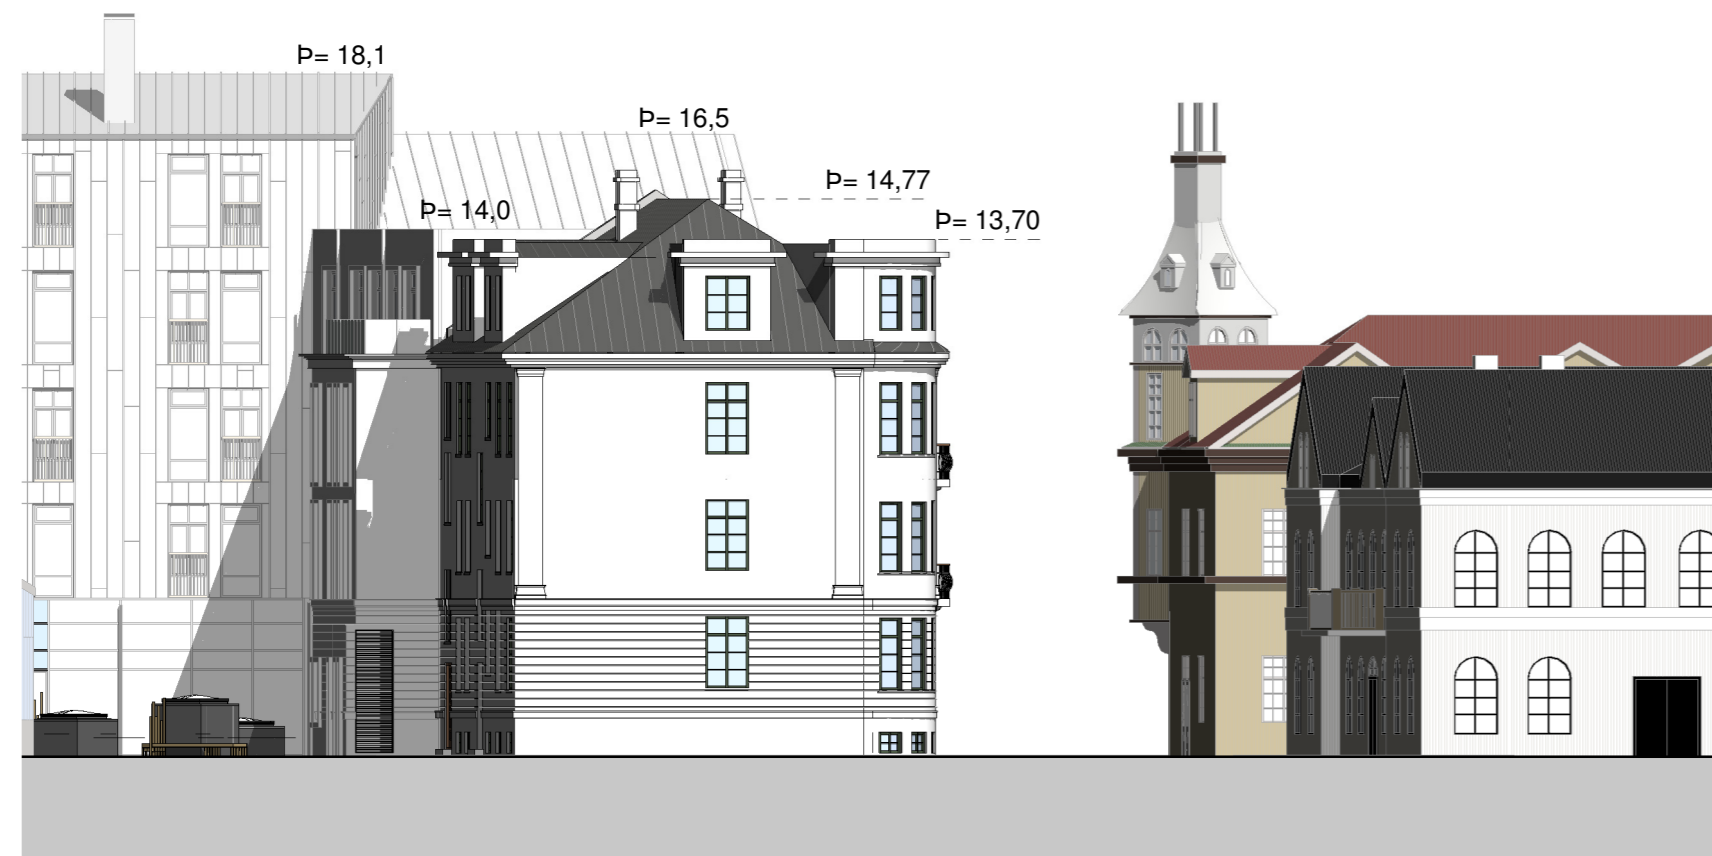 Þ= 18,1
Þ= 16,5
Þ= 14,77
Þ= 14,0
Þ= 13,70